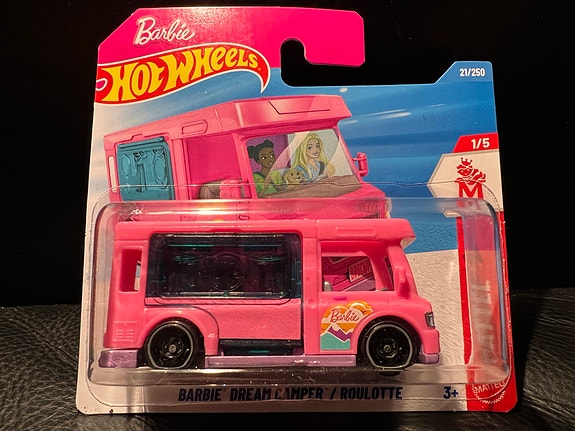 Barbie
HOT WHEELS
21/250
1/5
M
Barbie
BARBIE DREAM CAMPER / ROULOTTE
3+
MATTEL